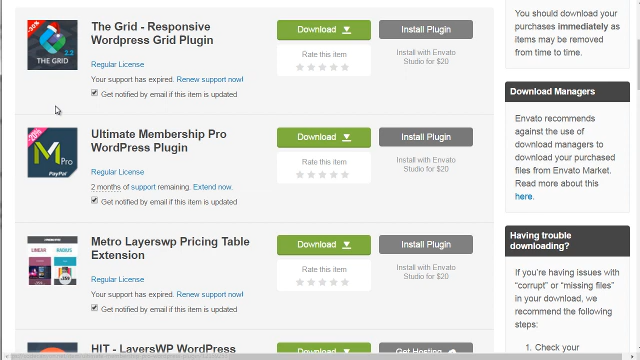 The Grid - Responsive
Wordpress Grid Plugin
Regular License
Your support has expired. Renew support now!
Get notified by email if this item is updated
Download
Rate this item
Install Plugin
Install with Envato
Studio for $20
-30%
2.2
THE GRID
Ultimate Membership Pro
WordPress Plugin
Regular License
2 months of support remaining. Extend now.
Get notified by email if this item is updated
Download
Rate this item
Install Plugin
Install with Envato
Studio for $20
Pro
PayPal
Metro Layerswp Pricing Table
Extension
Regular License
Your support has expired. Renew support now!
Get notified by email if this item is updated
Download
Rate this item
Install Plugin
Install with Envato
Studio for $20
HIT - LayersWP WordPress
Get Hosting
You should download your
purchases immediately as
items may be removed
from time to time.
Download Managers
Envato recommends
against the use of
download managers to
download your purchased
files from Envato Market.
Read more about this
here.
Having trouble
downloading?
If you're having issues with
"corrupt" or "missing files"
in your download, we
recommend the following
steps:
1. Check your